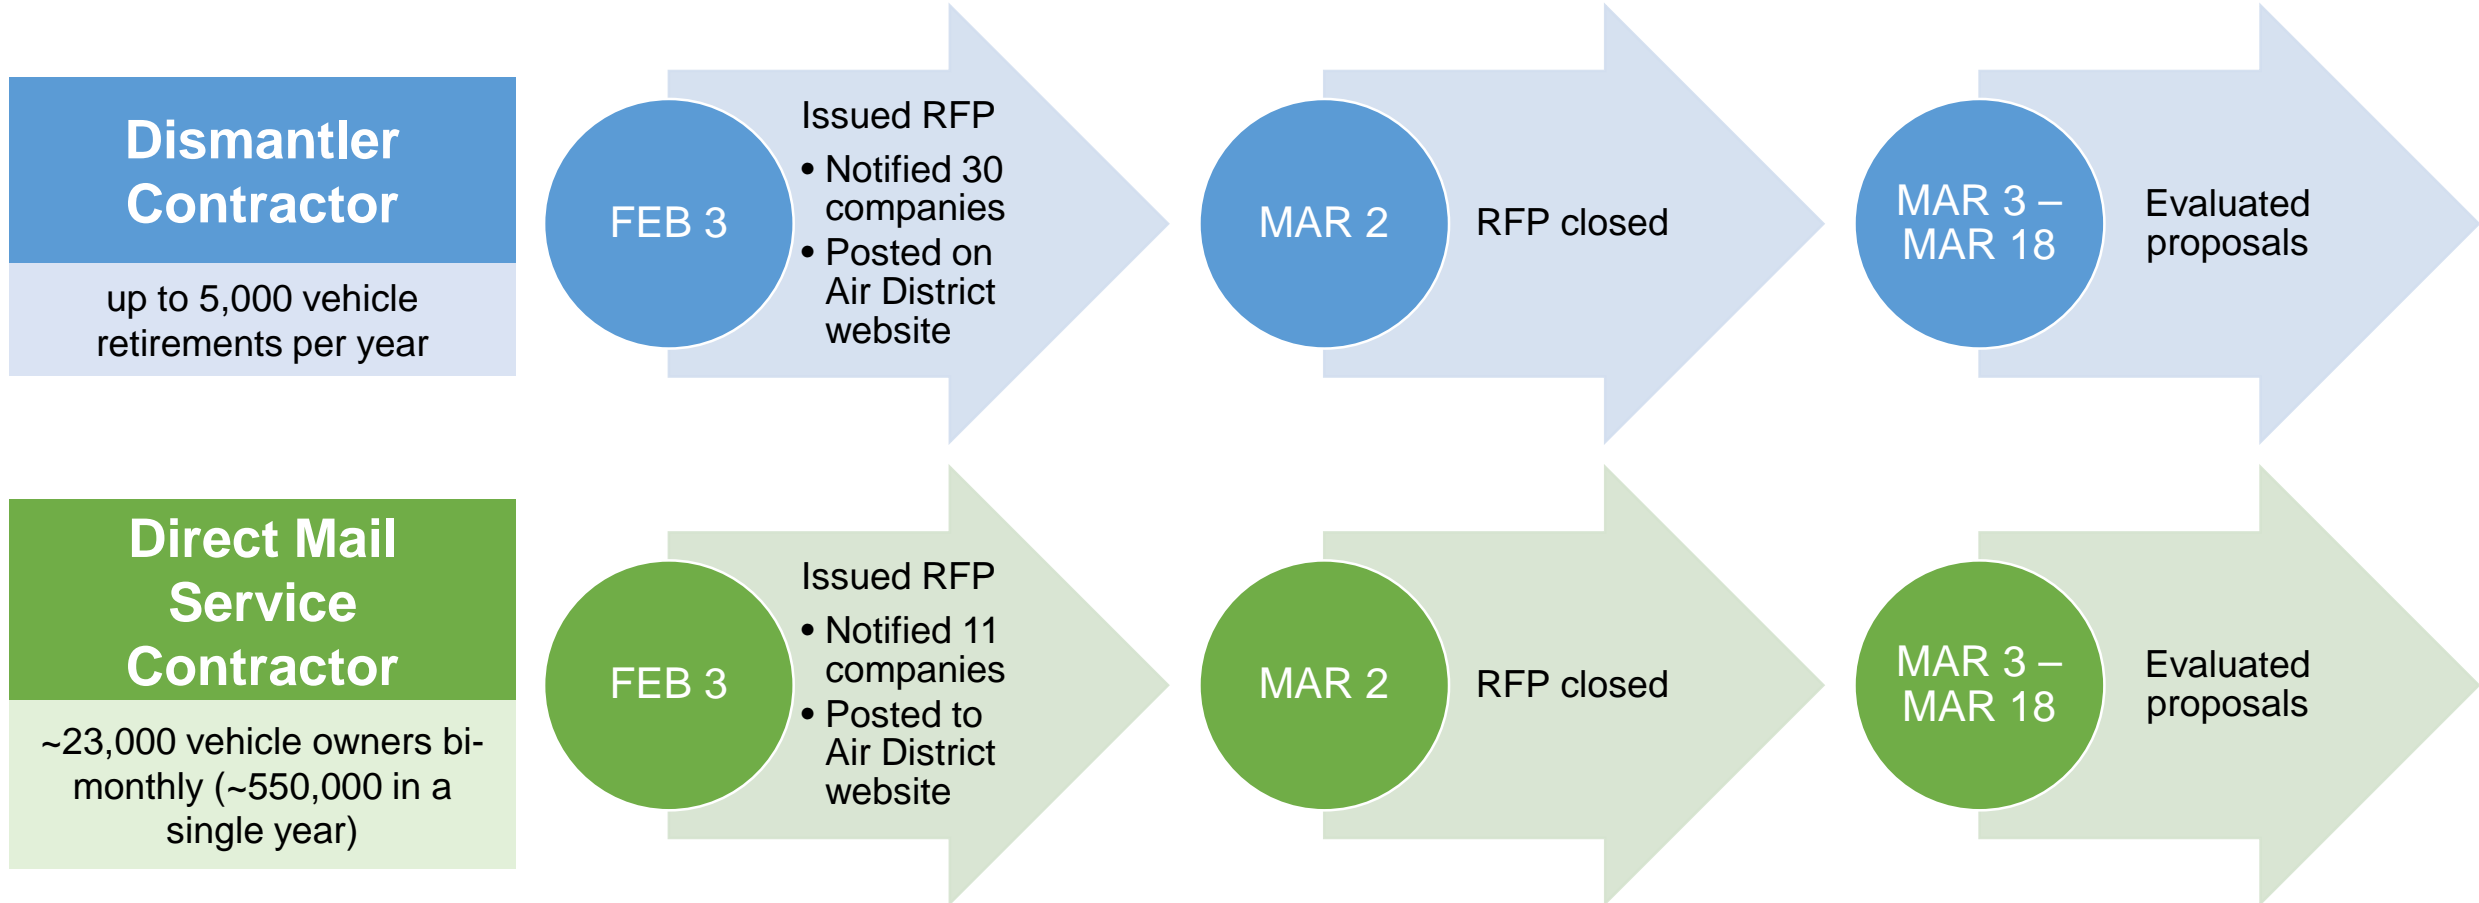 Dismantler
Contractor
up to 5,000 vehicle
retirements per year
FEB 3
Issued RFP
• Notified 30
companies
• Posted on
Air District
website
MAR 2
RFP closed
MAR 3 –
MAR 18
Evaluated
proposals
Direct Mail
Service
Contractor
~23,000 vehicle owners bi-
monthly (~550,000 in a
single year)
FEB 3
Issued RFP
• Notified 11
companies
• Posted to
Air District
website
MAR 2
RFP closed
MAR 3 –
MAR 18
Evaluated
proposals